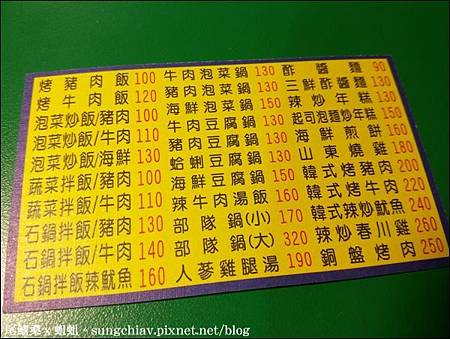 烤豬肉飯 100
烤牛肉飯 120
泡菜炒飯/豬肉 100
泡菜炒飯/牛肉 110
泡菜炒飯/海鮮 130
蔬菜拌飯/豬肉 100
蔬菜拌飯/牛肉 110
石鍋拌飯/豬肉 130
石鍋拌飯/牛肉 140
石鍋拌飯辣魷魚 160
牛肉泡菜鍋 130
豬肉泡菜鍋 130
海鮮泡菜鍋 150
牛肉豆腐鍋 130
豬肉豆腐鍋 130
蛤蜊豆腐鍋 130
海鮮豆腐鍋 150
辣牛肉湯飯 160
部隊鍋(小) 170
部隊鍋(大) 320
人蔘雞腿湯 190
酢醬麵 90
三鮮酢醬麵 130
辣炒年糕 130
起司泡麵炒年糕 150
海鮮煎餅 160
山東燒雞 180
韓式烤豬肉 200
韓式烤牛肉 220
韓式辣炒魷魚 240
辣炒春川雞 260
銅盤烤肉 250
sungchiav.pixnet.net/blog